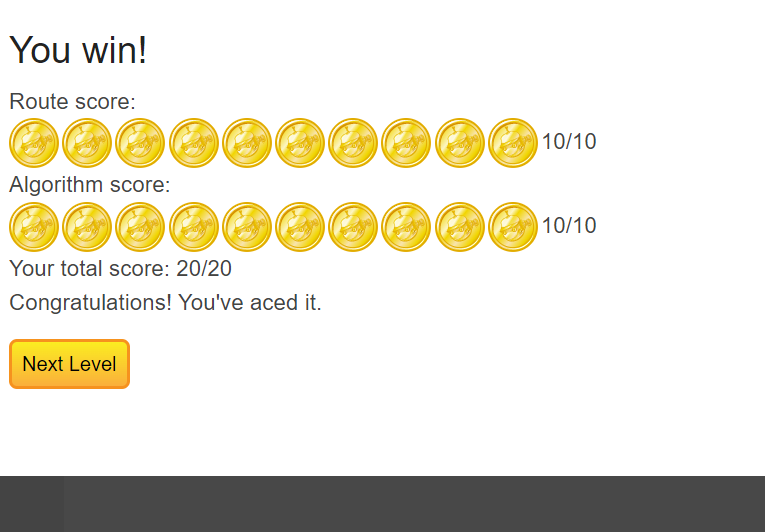 You win!
Route score:
10/10
Algorithm score:
10/10
Your total score: 20/20
Congratulations! You've aced it.
Next Level